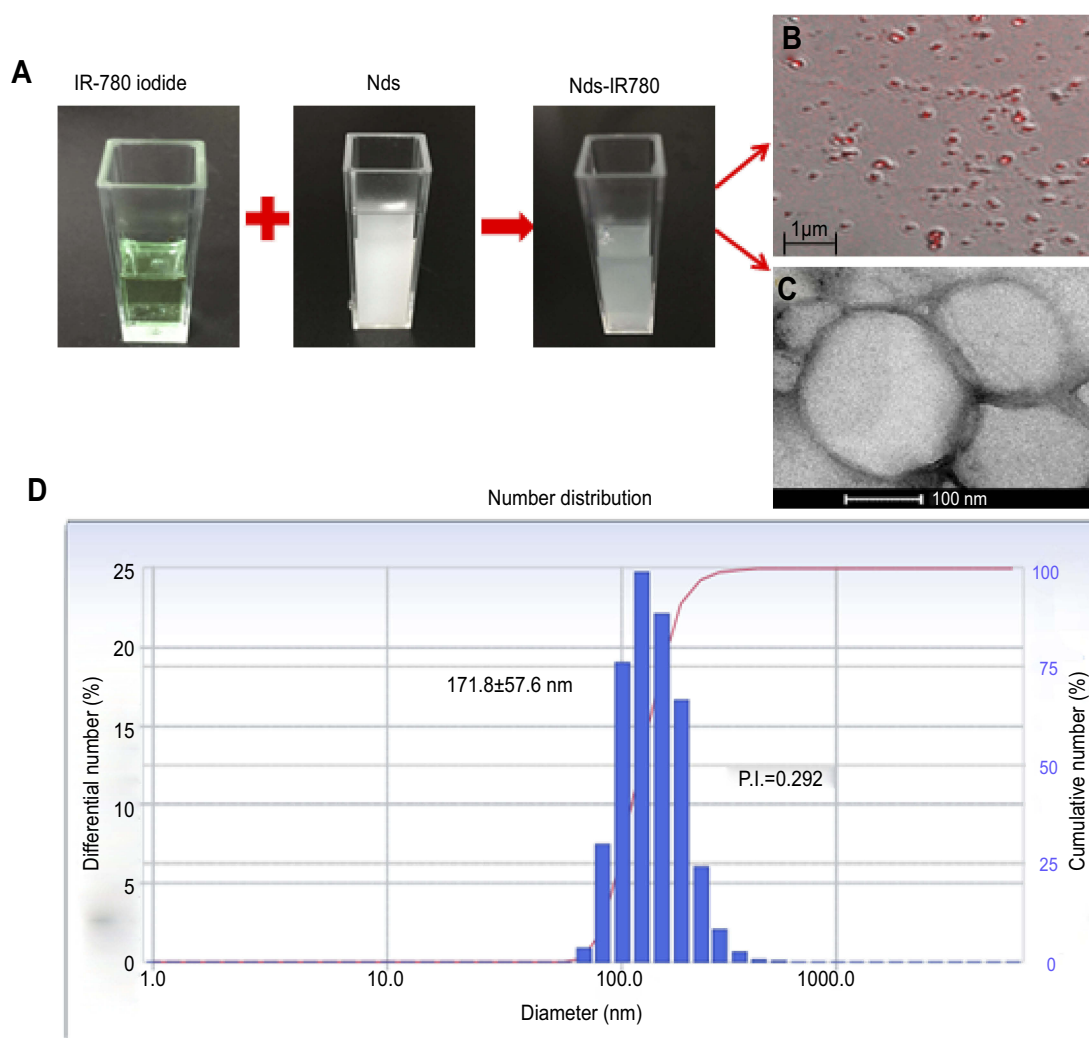 A
IR-780 iodide
Nds
Nds-IR780
B
1μm
C
100 nm
D
Number distribution
Differential number (%)
25
20
15
10
5
0
171.8±57.6 nm
P.I.=0.292
100
75
50
25
0
Cumulative number (%)
1.0
10.0
100.0
1000.0
Diameter (nm)